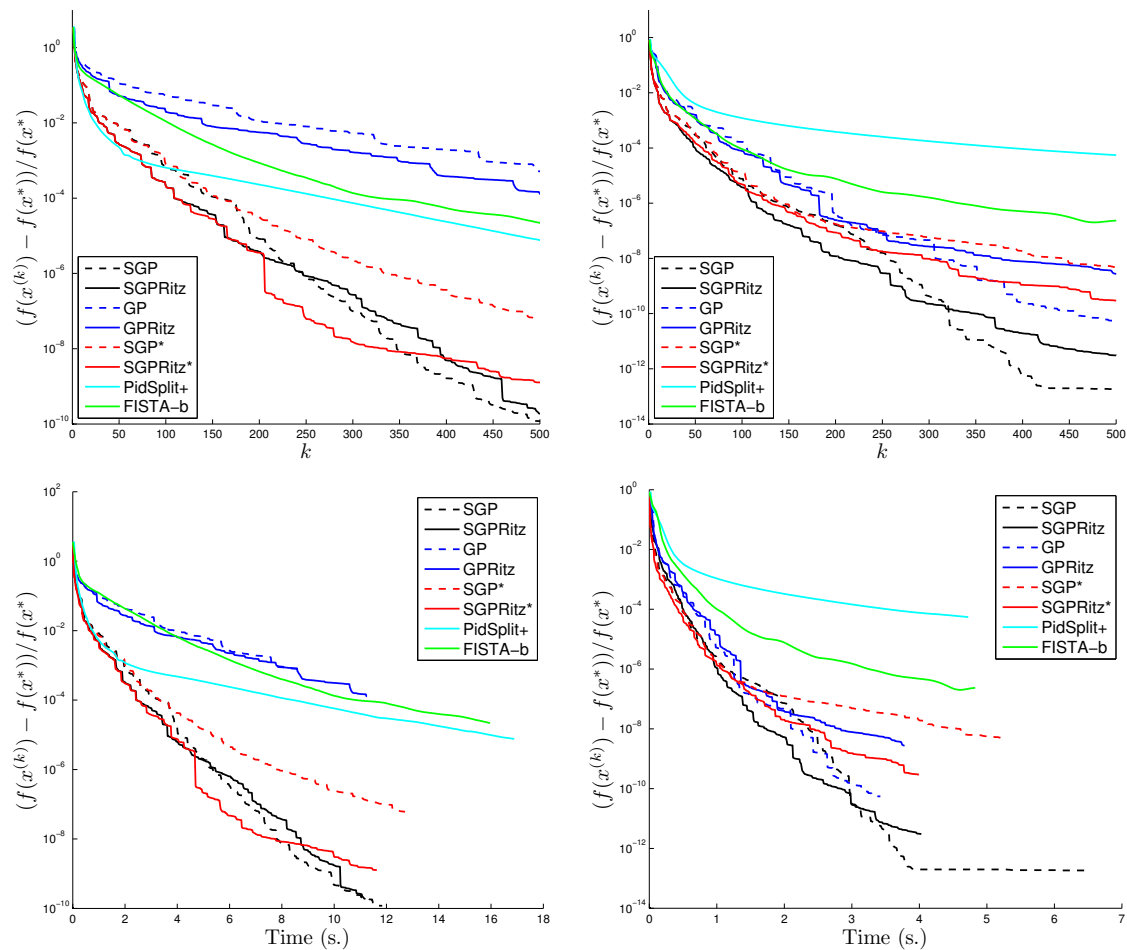 (f(x^{(k)}) − f(x*))/f(x*)
10^0
10^{−2}
10^{−4}
10^{−6}
10^{−8}
10^{−10}
SGP
SGPRitz
GP
GPRitz
SGP*
SGPRitz*
PidSplit+
FISTA−b
0 50 100 150 200 250 300 350 400 450 500
k
(f(x^{(k)}) − f(x*))/f(x*)
10^0
10^{−2}
10^{−4}
10^{−6}
10^{−8}
10^{−10}
10^{−12}
10^{−14}
SGP
SGPRitz
GP
GPRitz
SGP*
SGPRitz*
PidSplit+
FISTA−b
0 50 100 150 200 250 300 350 400 450 500
k
(f(x^{(k)}) − f(x*))/f(x*)
10^2
10^0
10^{−2}
10^{−4}
10^{−6}
10^{−8}
10^{−10}
SGP
SGPRitz
GP
GPRitz
SGP*
SGPRitz*
PidSplit+
FISTA−b
0 2 4 6 8 10 12 14 16 18
Time (s.)
(f(x^{(k)}) − f(x*))/f(x*)
10^0
10^{−2}
10^{−4}
10^{−6}
10^{−8}
10^{−10}
10^{−12}
10^{−14}
SGP
SGPRitz
GP
GPRitz
SGP*
SGPRitz*
PidSplit+
FISTA−b
0 1 2 3 4 5 6 7
Time (s.)